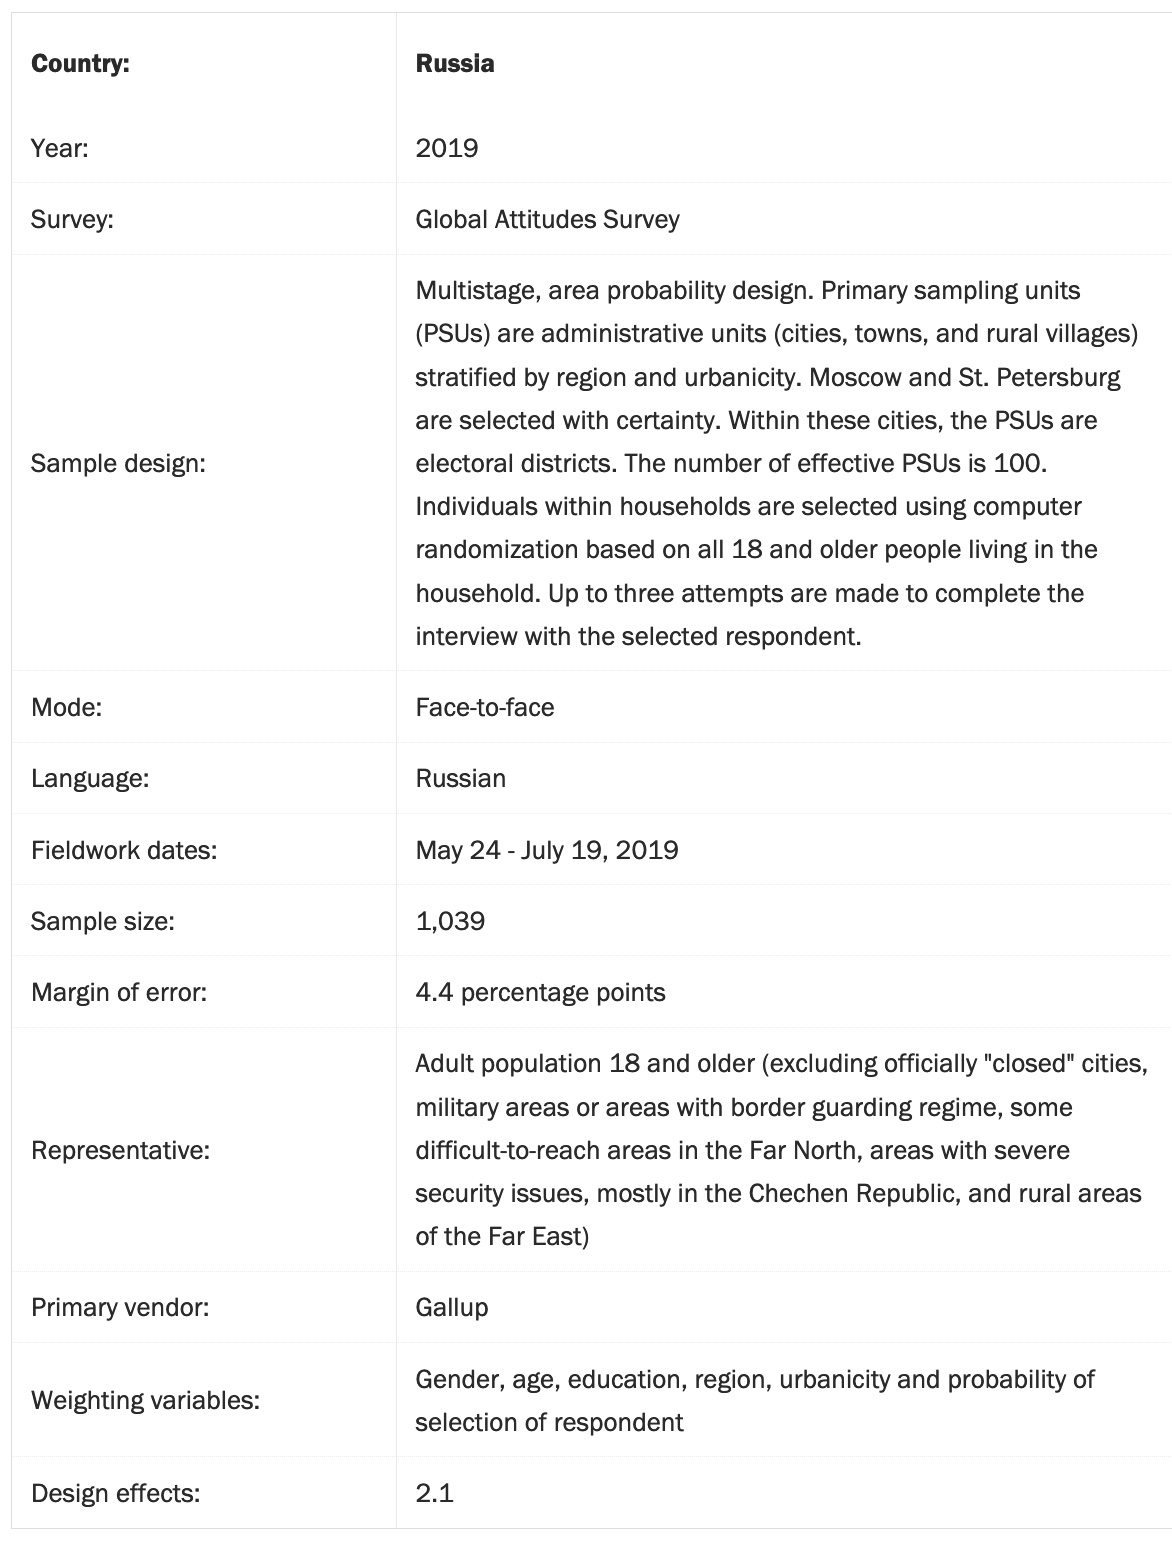 Country:
Russia
Year:
2019
Survey:
Global Attitudes Survey
Sample design:
Multistage, area probability design. Primary sampling units
(PSUs) are administrative units (cities, towns, and rural villages)
stratified by region and urbanicity. Moscow and St. Petersburg
are selected with certainty. Within these cities, the PSUs are
electoral districts. The number of effective PSUs is 100.
Individuals within households are selected using computer
randomization based on all 18 and older people living in the
household. Up to three attempts are made to complete the
interview with the selected respondent.
Mode:
Face-to-face
Language:
Russian
Fieldwork dates:
May 24 - July 19, 2019
Sample size:
1,039
Margin of error:
4.4 percentage points
Representative:
Adult population 18 and older (excluding officially "closed" cities,
military areas or areas with border guarding regime, some
difficult-to-reach areas in the Far North, areas with severe
security issues, mostly in the Chechen Republic, and rural areas
of the Far East)
Primary vendor:
Gallup
Weighting variables:
Gender, age, education, region, urbanicity and probability of
selection of respondent
Design effects:
2.1